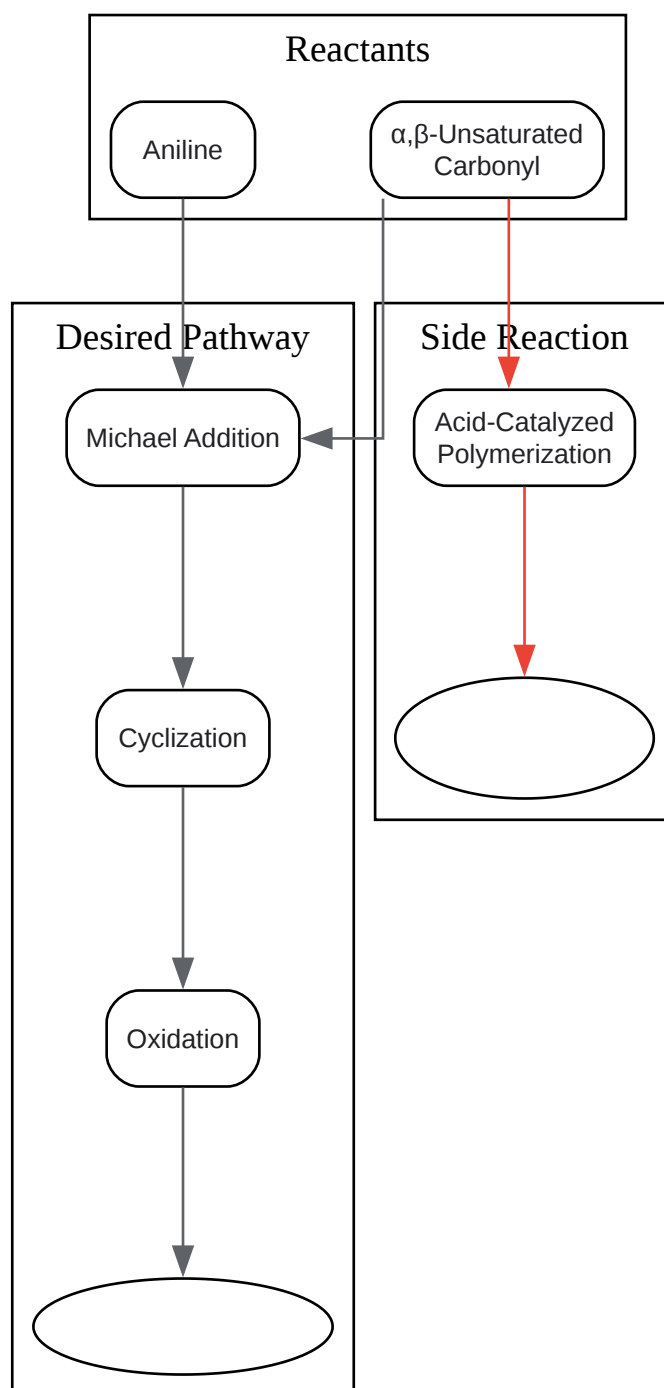 Reactants
Aniline
α,β-Unsaturated
Carbonyl
Desired Pathway
Side Reaction
Michael Addition
Acid-Catalyzed
Polymerization
Cyclization
Oxidation